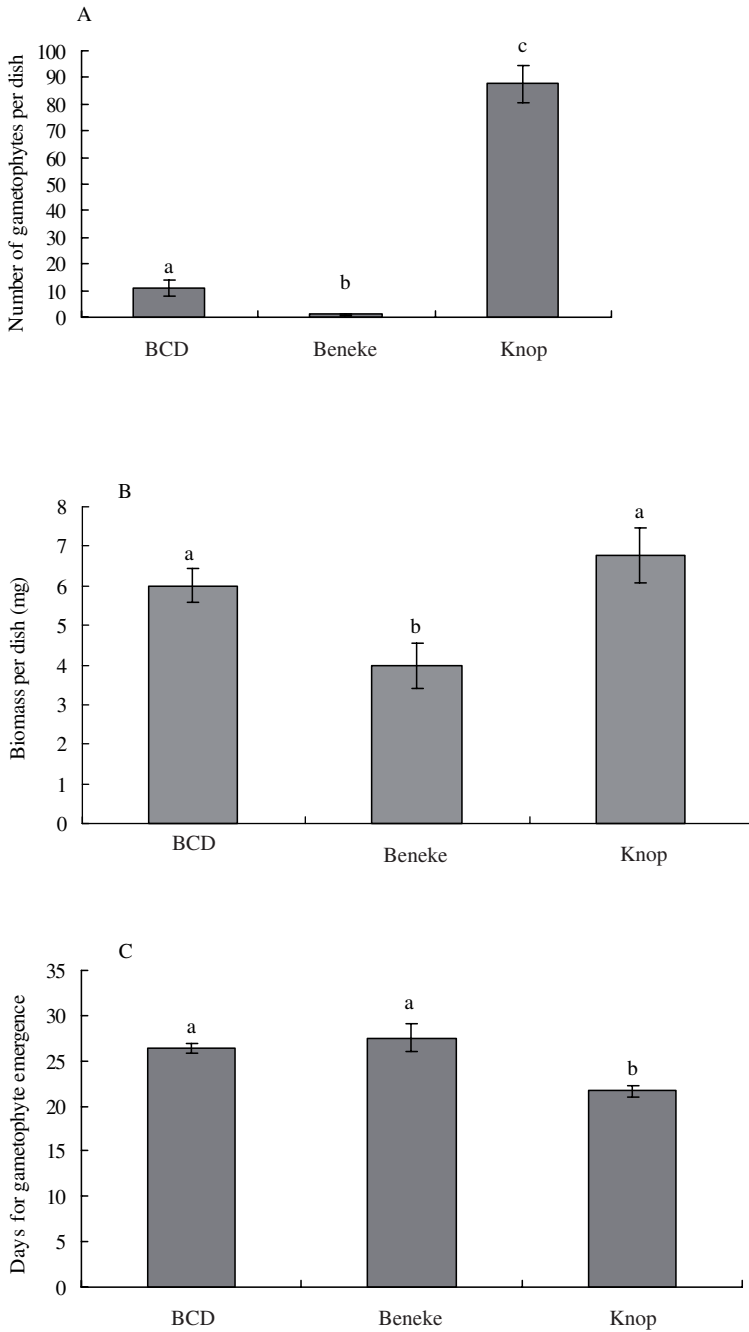 A
Number of gametophytes per dish
100
90
80
70
60
50
40
30
20
10
0
a
b
c
BCD
Beneke
Knop
B
Biomass per dish (mg)
8
7
6
5
4
3
2
1
0
a
b
a
BCD
Beneke
Knop
C
Days for gametophyte emergence
35
30
25
20
15
10
5
0
a
a
b
BCD
Beneke
Knop